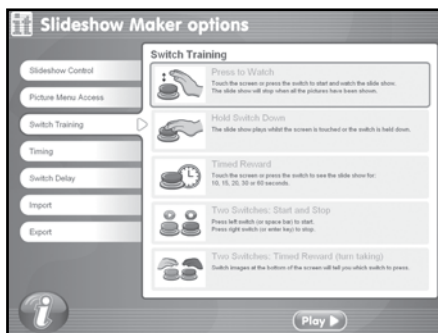 it Slideshow Maker options
Slideshow Control
Picture Menu Access
Switch Training
Timing
Switch Delay
Import
Export
Switch Training
Press to Watch
Touch the screen or press the switch to start and watch the slide show.
The slide show will stop when all the pictures have been shown.
Hold Switch Down
The slide show plays whilst the screen is touched or the switch is held down.
Timed Reward
Touch the screen or press the switch to see the slide show for:
10, 15, 20, 30 or 60 seconds.
Two Switches: Start and Stop
Press left switch (or space bar) to start.
Press right switch (or enter key) to stop.
Two Switches: Timed Reward (turn taking)
Switch images at the bottom of the screen will tell you which switch to press.
i
Play